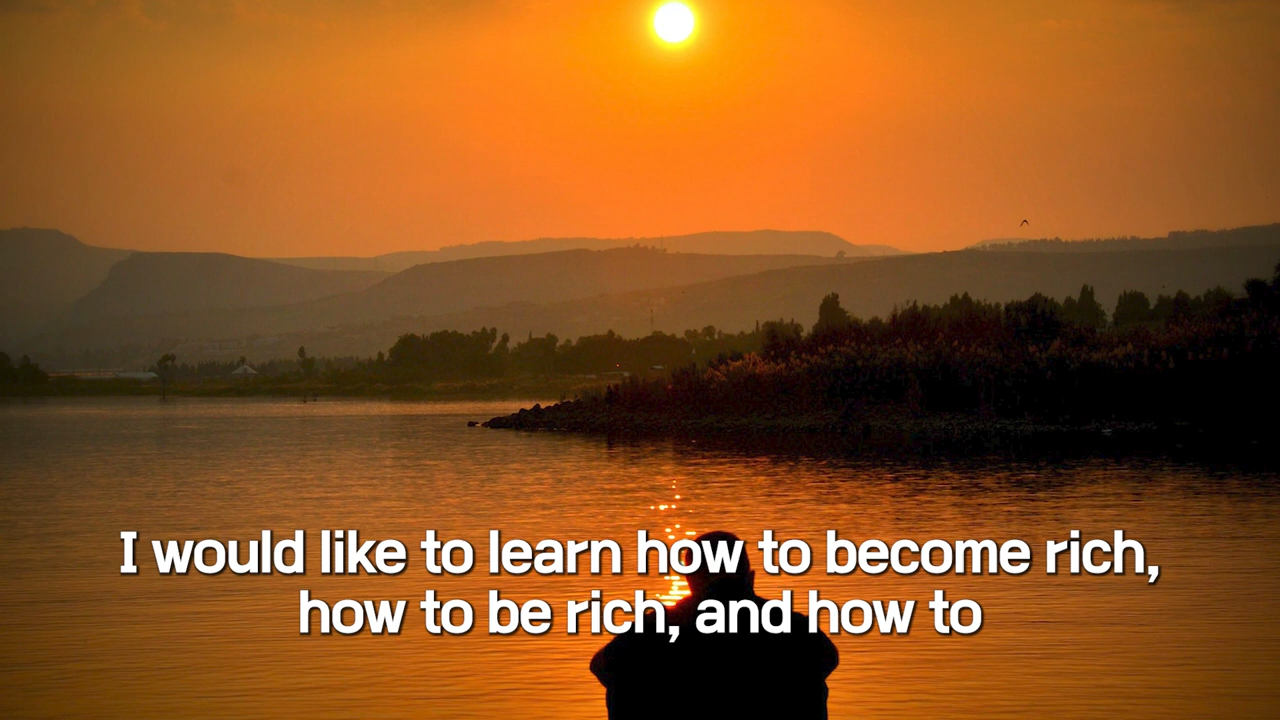 I would like to learn how to become rich,
how to be rich, and how to